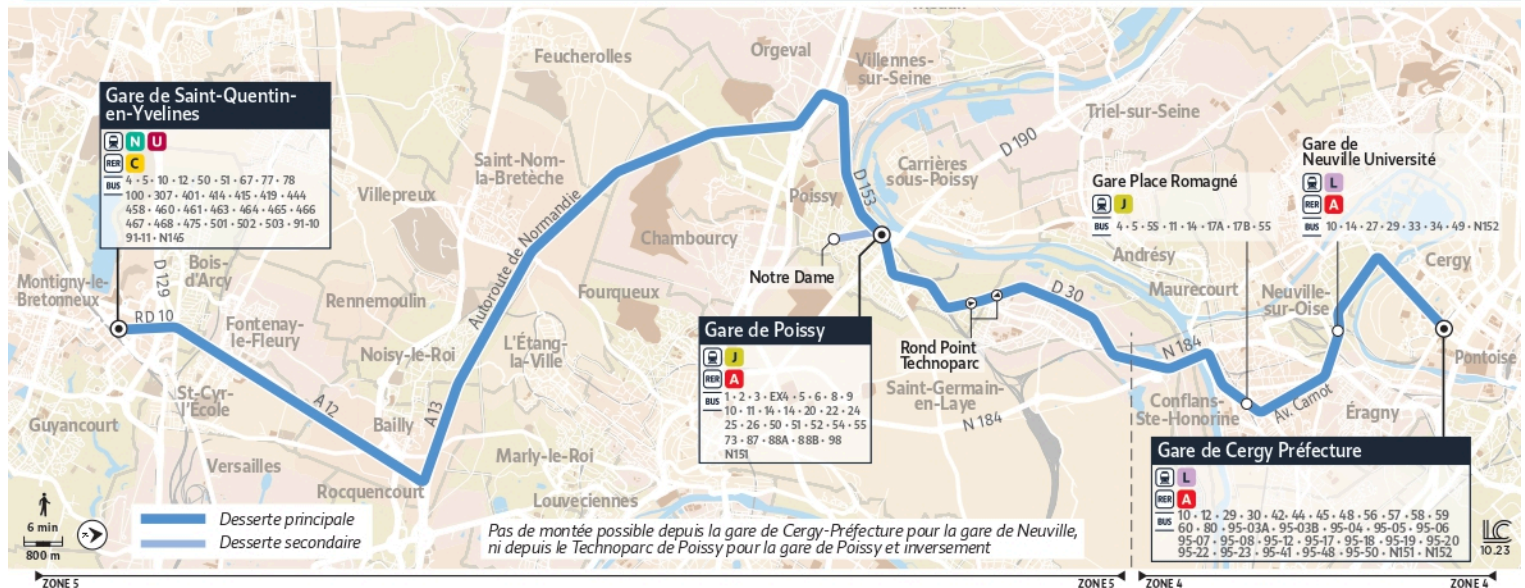 Orgeval
Feucherolles
Villennes-
sur-Seine
Triel-sur-Seine
D 190
Gare de Saint-Quentin-
en-Yvelines
N U
RER C
BUS 4 • 5 • 10 • 12 • 50 • 51 • 67 • 77 • 78
100 • 307 • 401 • 414 • 415 • 419 • 444
458 • 460 • 461 • 463 • 464 • 465 • 466
467 • 468 • 475 • 501 • 502 • 503 • 91-10
91-11 • N145
Saint-Nom-
la-Bretèche
Villepreux
Carrières
sous-Poissy
Poissy
D 153
Gare Place Romagné
J
BUS 4 • 5 • 5S • 11 • 14 • 17A • 17B • 55
Gare de
Neuville Université
L
RER A
BUS 10 • 14 • 27 • 29 • 33 • 34 • 49 • N152
Chambourcy
Autoroute de Normandie
Notre Dame
Andrésy
Maurecourt
Cergy
Neuville-
sur-Oise
Montigny-le-
Bretonneux
D 129
Bois-
d'Arcy
RD 10
Rennemoulin
Fourqueux
D 30
Fontenay-
le-Fleury
Noisy-le-Roi
L'Étang-
la-Ville
Gare de Poissy
J
RER A
BUS 1 • 2 • 3 • EX4 • 5 • 6 • 8 • 9
10 • 11 • 14 • 14 • 20 • 22 • 24
25 • 26 • 50 • 51 • 52 • 54 • 55
73 • 87 • 88A • 88B • 98
N151
Rond Point
Technoparc
N 184
Pontoise
St-Cyr-
l'École
A 12
A 13
Bailly
Saint-Germain-
en-Laye
N 184
Conflans-
Ste-Honorine
Av. Carnot
Éragny
Guyancourt
Versailles
Rocquencourt
Marly-le-Roi
Louveciennes
Gare de Cergy Préfecture
L
RER A
BUS 10 • 12 • 29 • 30 • 42 • 44 • 45 • 48 • 56 • 57 • 58 • 59
60 • 80 • 95-03A • 95-03B • 95-04 • 95-05 • 95-06
95-07 • 95-08 • 95-12 • 95-17 • 95-18 • 95-19 • 95-20
95-22 • 95-23 • 95-41 • 95-48 • 95-50 • N151 • N152
6 min
800 m
Desserte principale
Desserte secondaire
Pas de montée possible depuis la gare de Cergy-Préfecture pour la gare de Neuville,
ni depuis le Technoparc de Poissy pour la gare de Poissy et inversement
LC
10.23
ZONE 5
ZONE 5
ZONE 4
ZONE 4